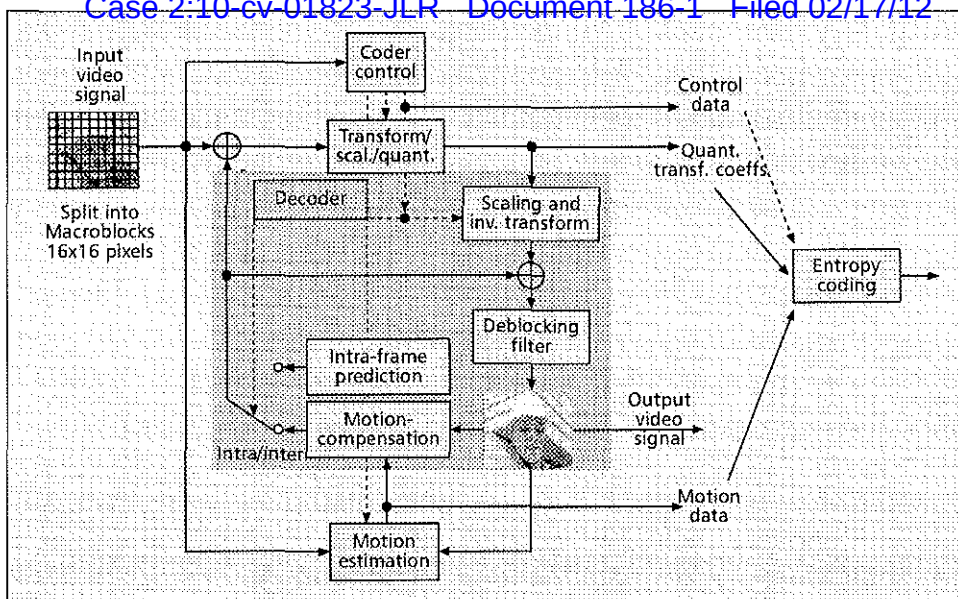 Case 2:10-cv-01823-JLR Document 186-1 Filed 02/17/12
Input
video
signal
Coder
control
Control
data
Transform/
scal./quant.
Quant.
transf. coeffs
Decoder
Scaling and
inv. transform
Split into
Macroblocks
16x16 pixels
Entropy
coding
Deblocking
filter
Intra-frame
prediction
Motion-
compensation
Output
video
signal
Intra/inter
Motion
data
Motion
estimation